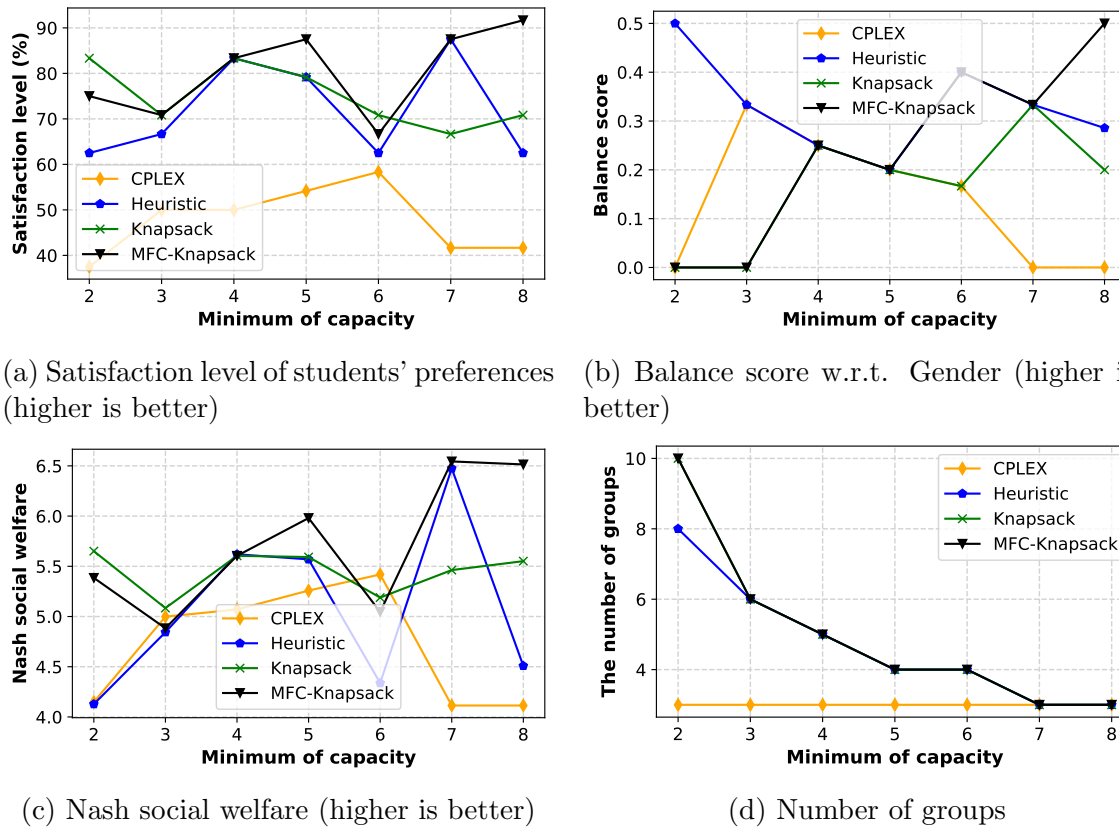 90
80
70
60
50
40
Satisfaction level (%)
CPLEX
Heuristic
Knapsack
MFC-Knapsack
2 3 4 5 6 7 8
Minimum of capacity
(a) Satisfaction level of students' preferences
(higher is better)
0.5
0.4
0.3
0.2
0.1
0.0
Balance score
CPLEX
Heuristic
Knapsack
MFC-Knapsack
2 3 4 5 6 7 8
Minimum of capacity
(b) Balance score w.r.t. Gender (higher i
better)
6.5
6.0
5.5
5.0
4.5
4.0
Nash social welfare
CPLEX
Heuristic
Knapsack
MFC-Knapsack
2 3 4 5 6 7 8
Minimum of capacity
(c) Nash social welfare (higher is better)
10
8
6
4
The number of groups
CPLEX
Heuristic
Knapsack
MFC-Knapsack
2 3 4 5 6 7 8
Minimum of capacity
(d) Number of groups